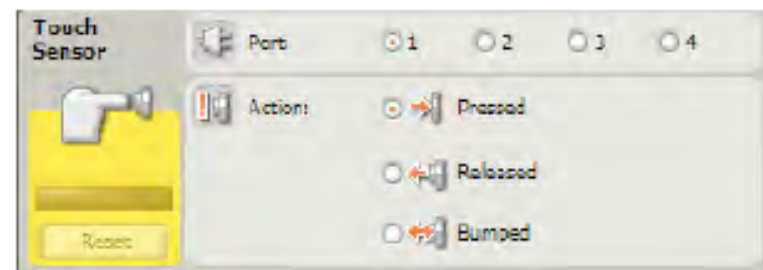 Touch
Sensor
Port
1 2 3 4
Action:
Pressed
Released
Bumped
Reset